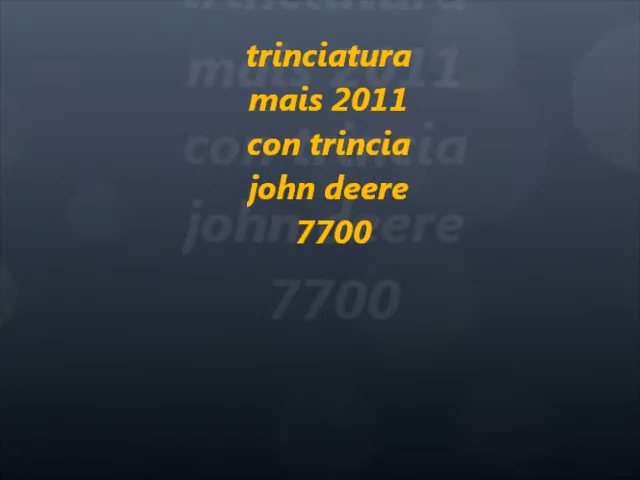 trinciatura
mais 2011
con trincia
john deere
7700